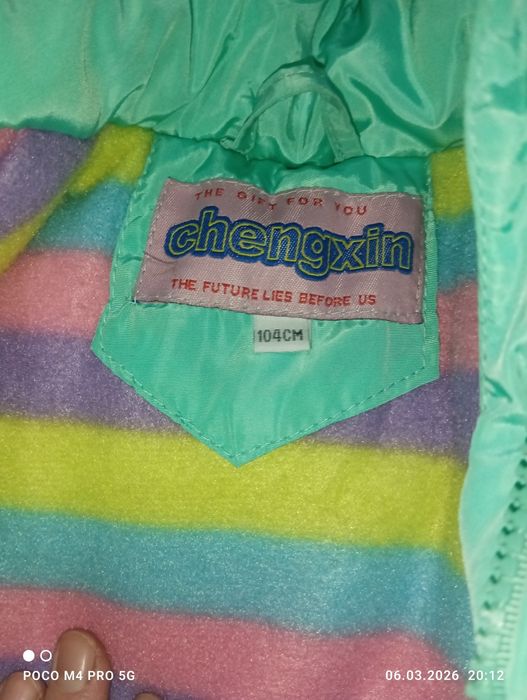 THE GIFT FOR YOU
chengxin
THE FUTURE LIES BEFORE US
104CM
POCO M4 PRO 5G
06.03.2026 20:12